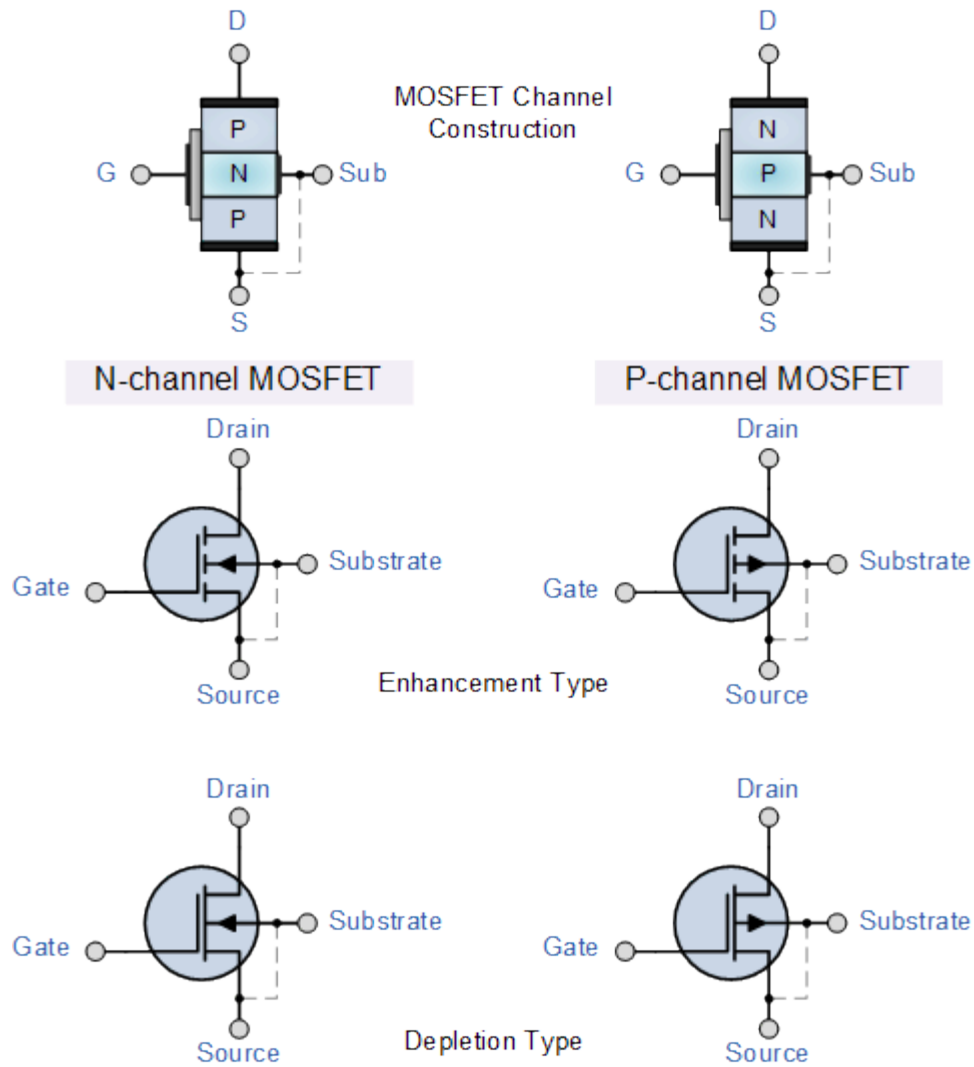 D D
MOSFET Channel
Construction
P N
G N Sub G P Sub
P N
S S
N-channel MOSFET P-channel MOSFET
Drain Drain
Substrate Substrate
Gate Gate
Source Source
Enhancement Type
Drain Drain
Substrate Substrate
Gate Gate
Source Source
Depletion Type